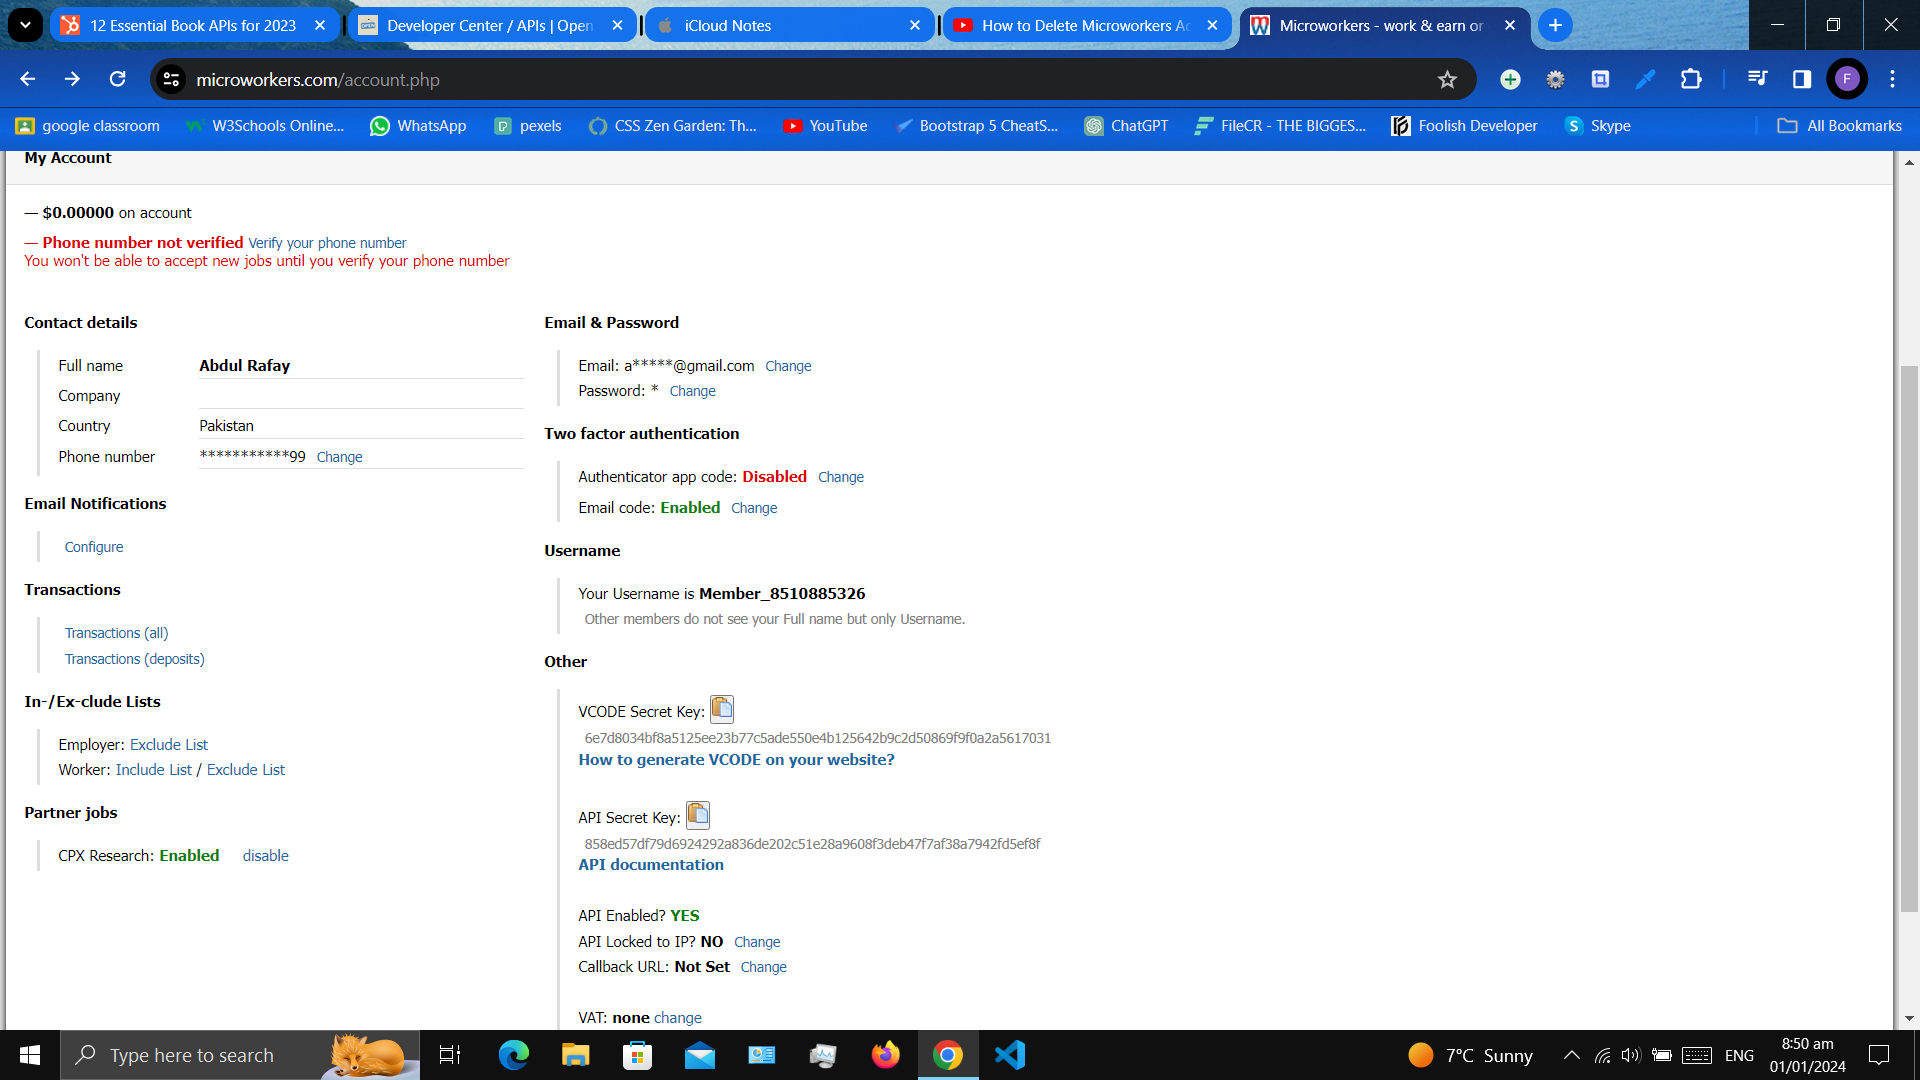 12 Essential Book APIs for 2023
Developer Center / APIs | Open
iCloud Notes
How to Delete Microworkers Ac
Microworkers - work & earn or
microworkers.com/account.php
F
google classroom
W3Schools Online...
WhatsApp
pexels
CSS Zen Garden: Th...
YouTube
Bootstrap 5 CheatS...
ChatGPT
FileCR - THE BIGGES...
Foolish Developer
Skype
All Bookmarks
My Account
— $0.00000 on account
— Phone number not verified Verify your phone number
You won't be able to accept new jobs until you verify your phone number
Contact details
Full name Abdul Rafay
Company
Country Pakistan
Phone number ***********99 Change
Email Notifications
Configure
Transactions
Transactions (all)
Transactions (deposits)
In-/Ex-clude Lists
Employer: Exclude List
Worker: Include List / Exclude List
Partner jobs
CPX Research: Enabled disable
Email & Password
Email: a*****@gmail.com Change
Password: * Change
Two factor authentication
Authenticator app code: Disabled Change
Email code: Enabled Change
Username
Your Username is Member_8510885326
Other members do not see your Full name but only Username.
Other
VCODE Secret Key:
6e7d8034bf8a5125ee23b77c5ade550e4b125642b9c2d50869f9f0a2a5617031
How to generate VCODE on your website?
API Secret Key:
858ed57df79d6924292a836de202c51e28a9608f3deb47f7af38a7942fd5ef8f
API documentation
API Enabled? YES
API Locked to IP? NO Change
Callback URL: Not Set Change
VAT: none change
Type here to search
7°C Sunny
ENG
8:50 am
01/01/2024